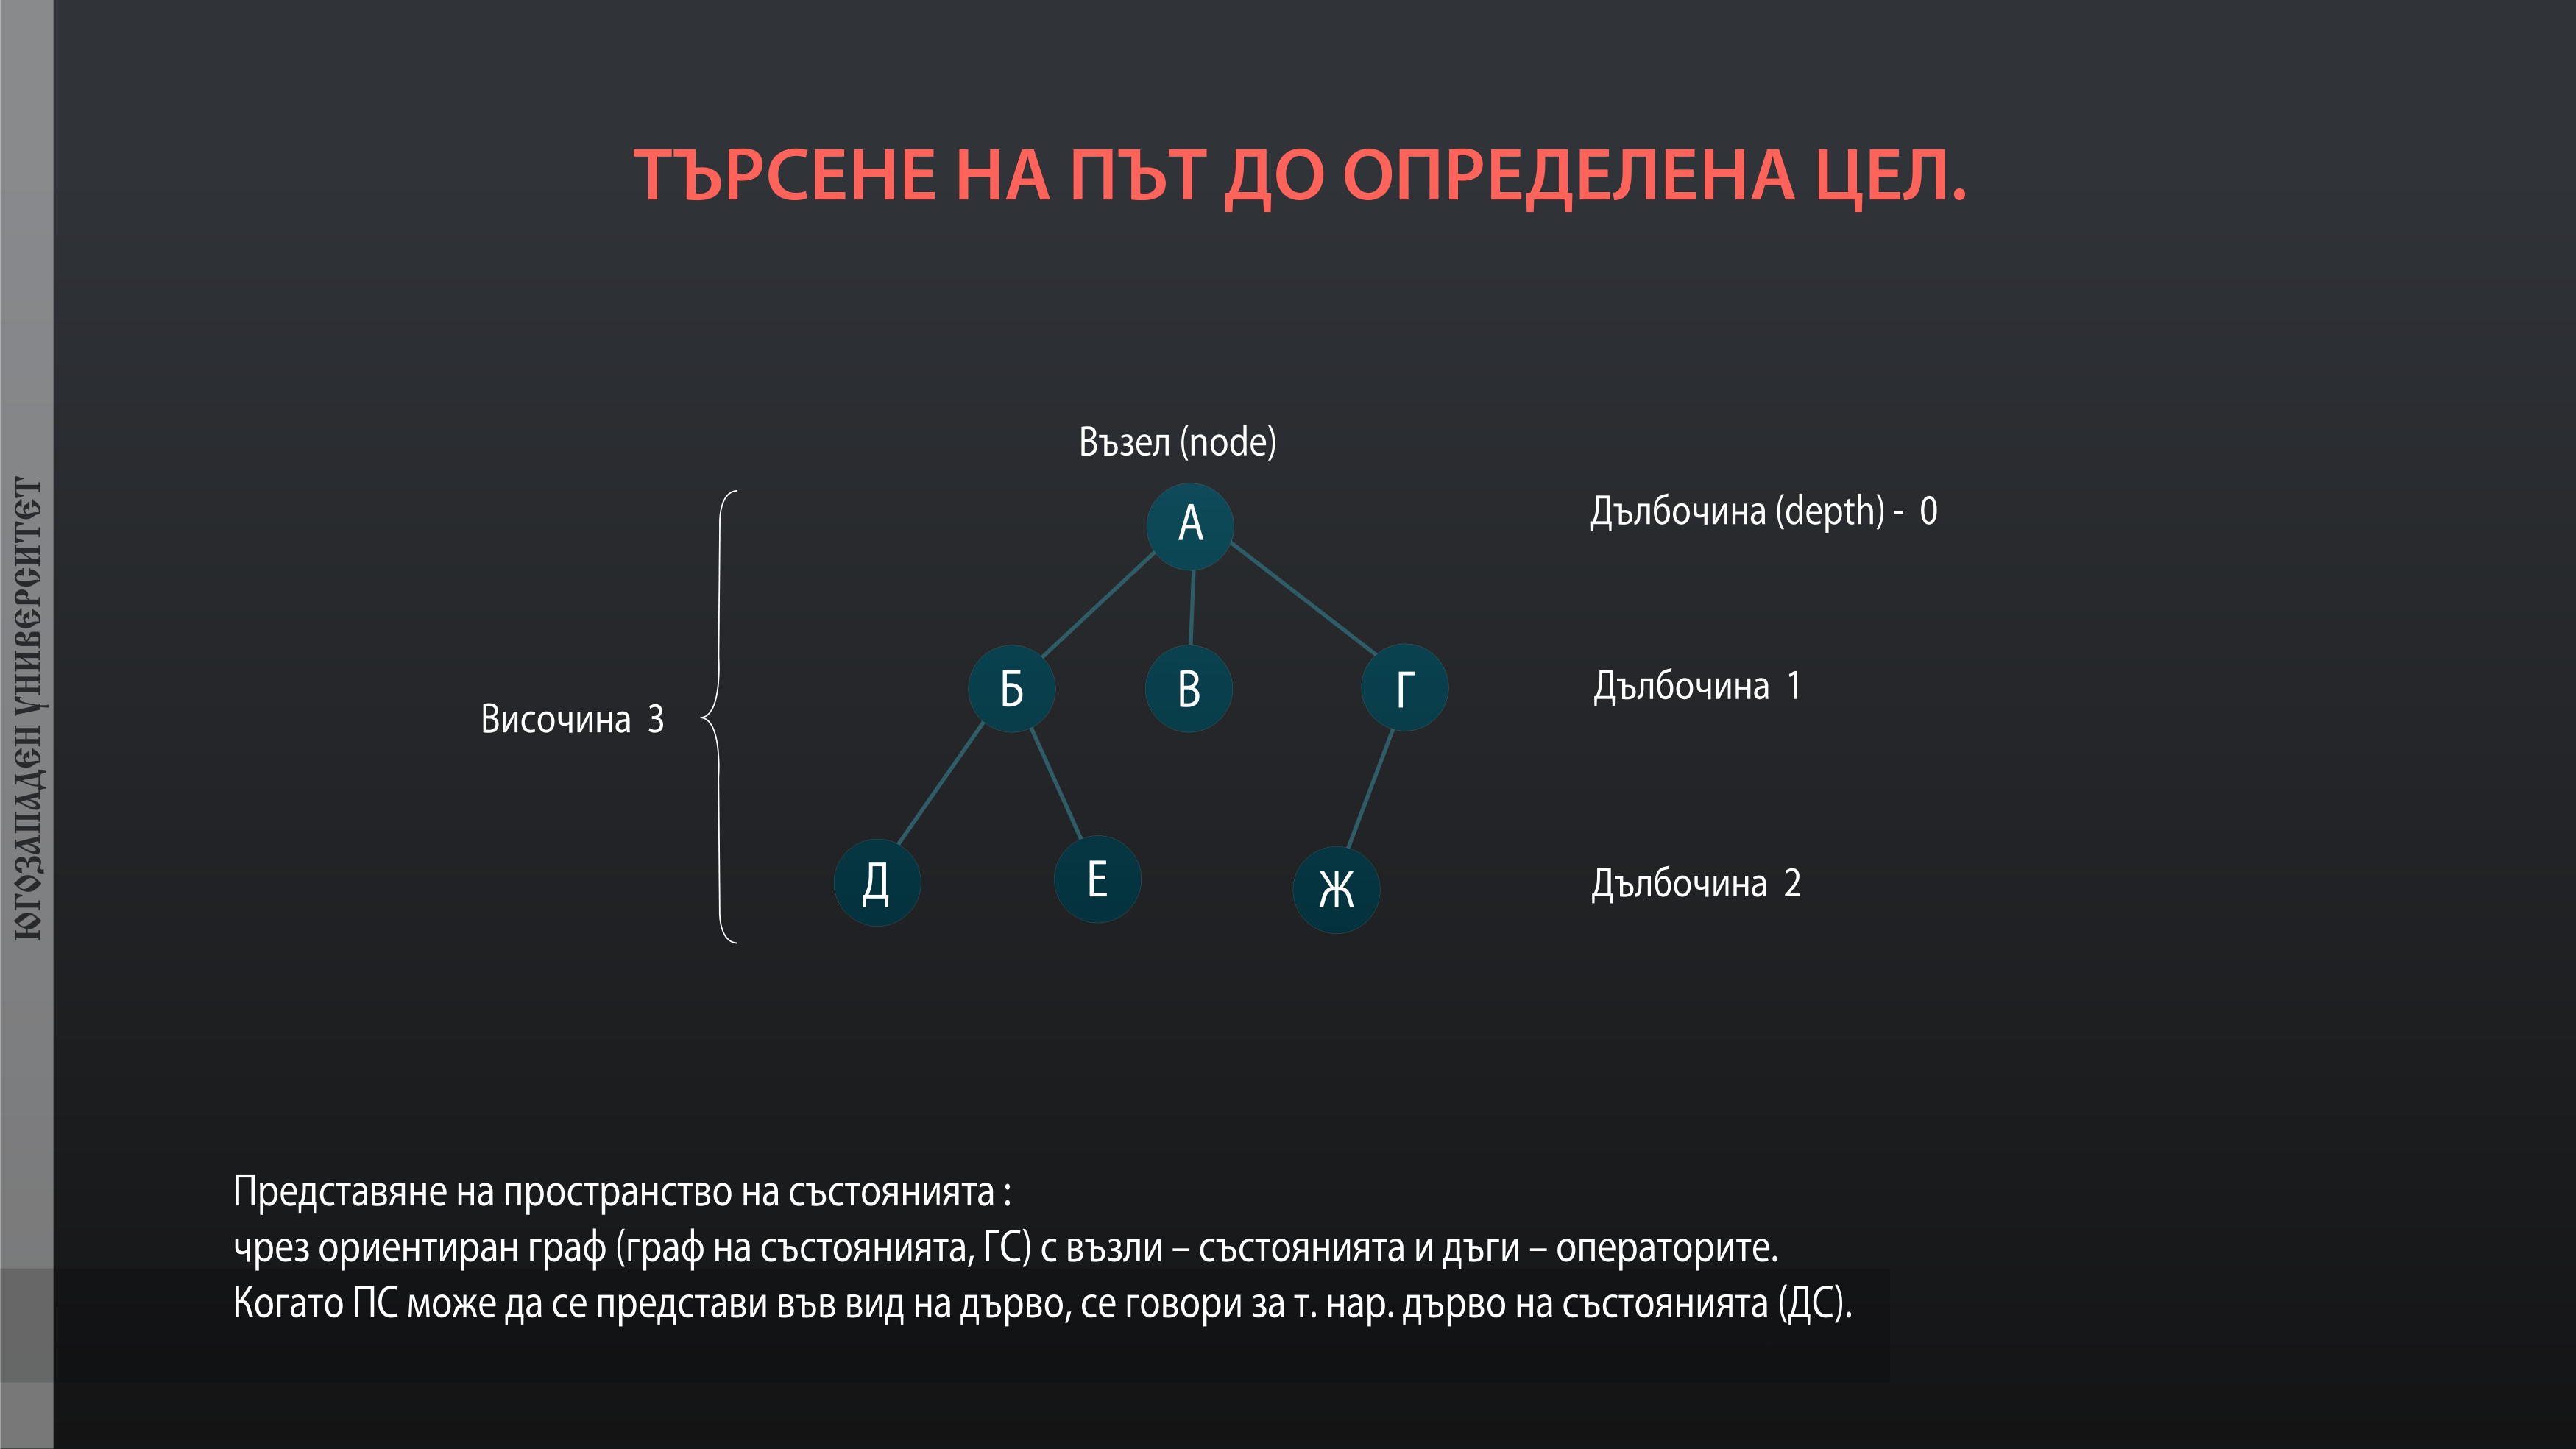 ТЪРСЕНЕ НА ПЪТ ДО ОПРЕДЕЛЕНА ЦЕЛ.
Възел (node)
А
Дълбочина (depth) - 0
Б
В
Г
Дълбочина 1
Височина 3
Д
Е
Ж
Дълбочина 2
Представяне на пространство на състоянията :
чрез ориентиран граф (граф на състоянията, ГС) с възли – състоянията и дъги – операторите.
Когато ПС може да се представи във вид на дърво, се говори за т. нар. дърво на състоянията (ДС).
ЮГОЗАПАДЕН УНИВЕРСИТЕТ